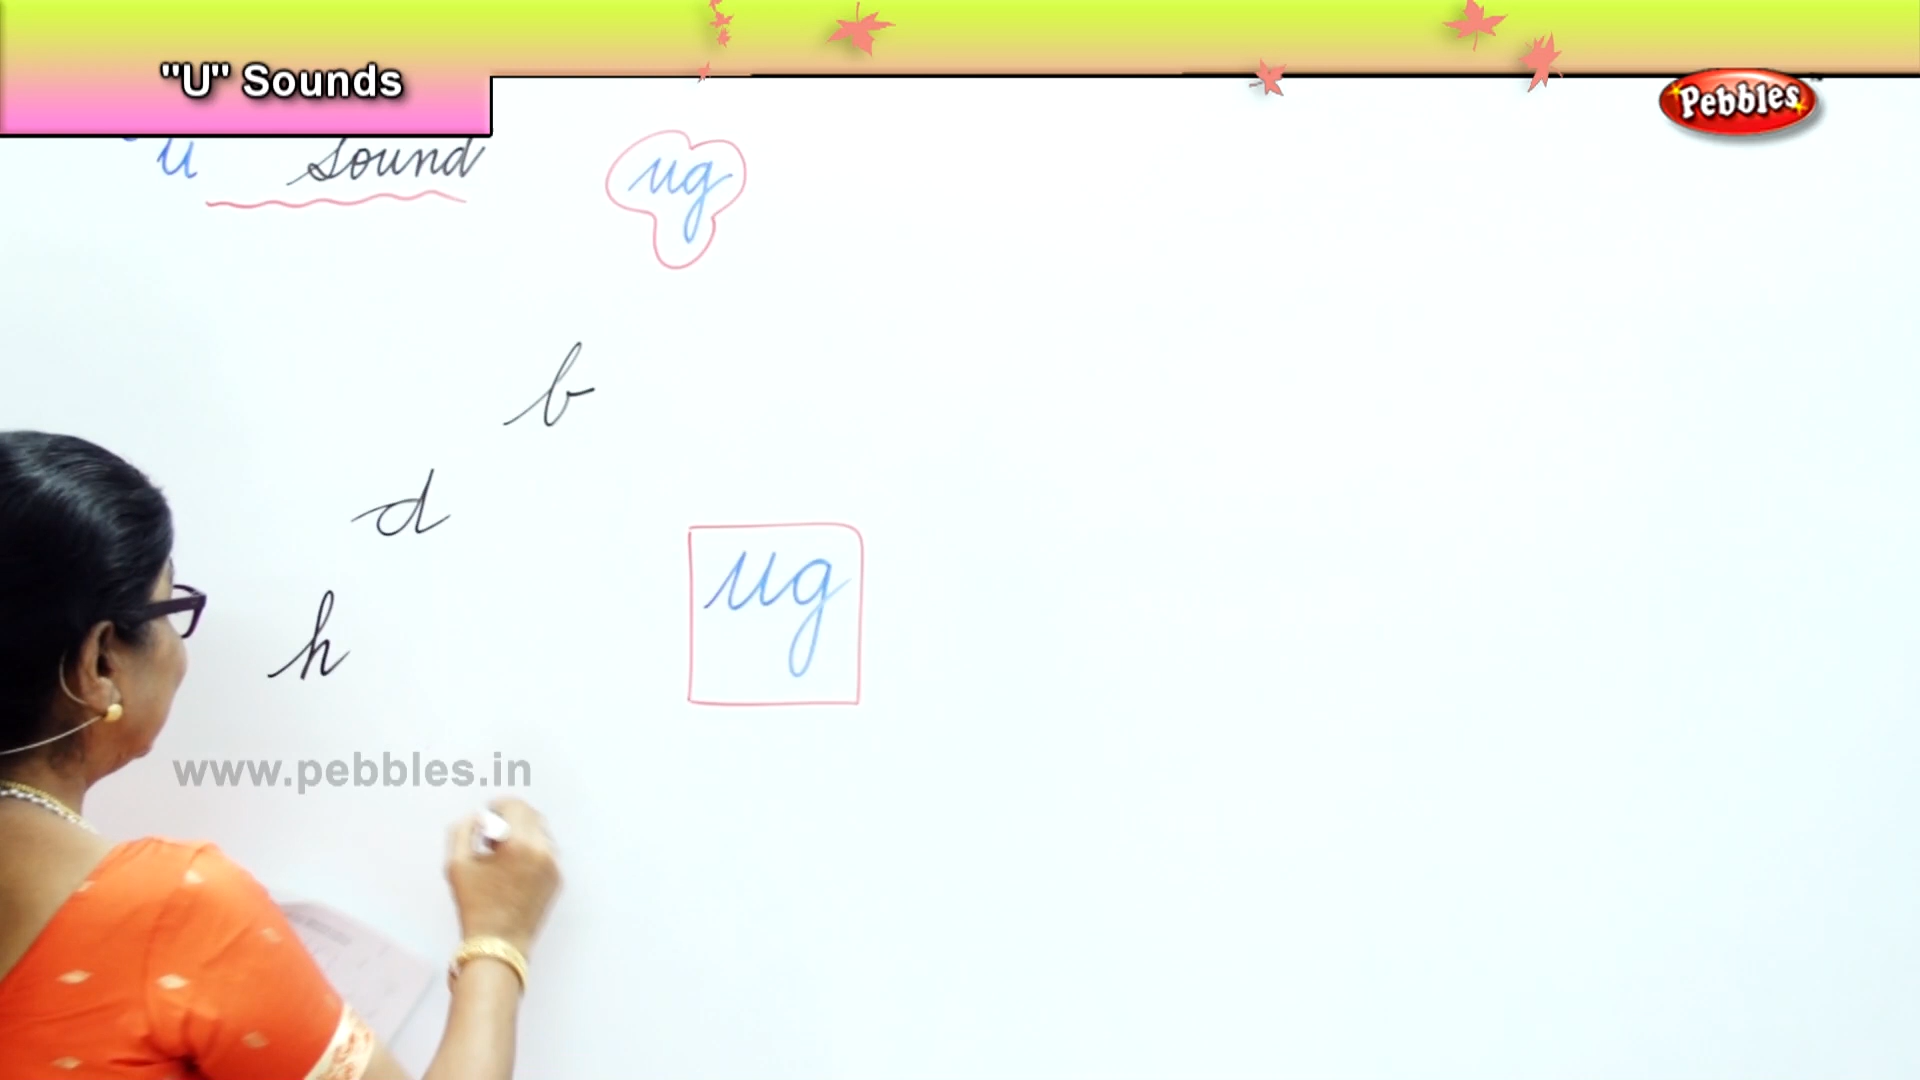 "U" Sounds
Pebbles
u sound
ug
b
d
ug
h
www.pebbles.in